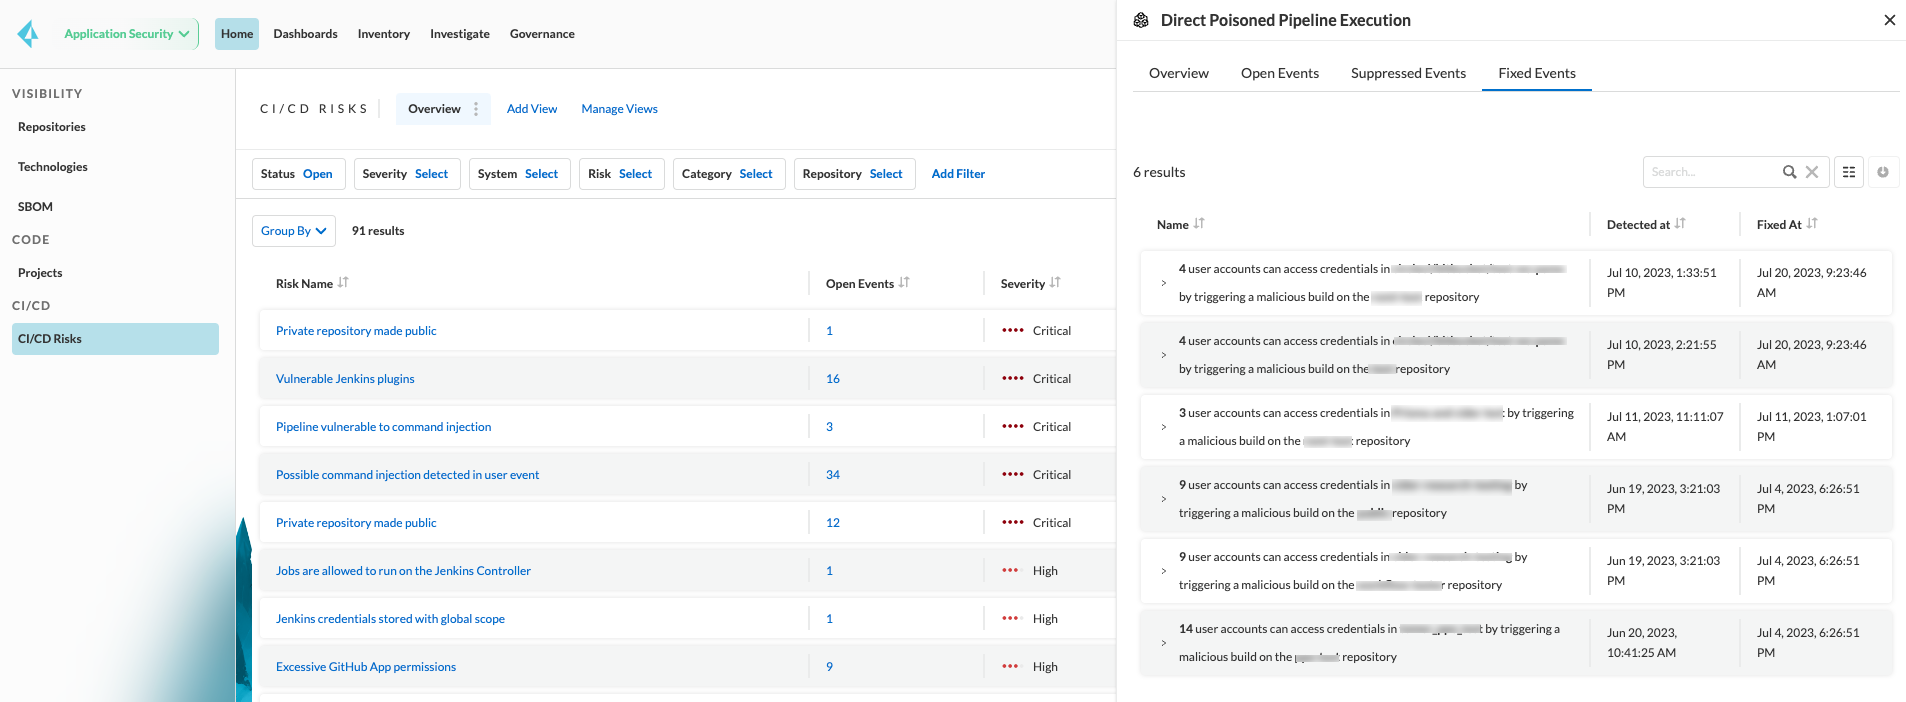 Application Security
Home
Dashboards
Inventory
Investigate
Governance
VISIBILITY
Repositories
Technologies
SBOM
CODE
Projects
CI/CD
CI/CD Risks
CI/CD RISKS
Overview
Add View
Manage Views
Status Open
Severity Select
System Select
Risk Select
Category Select
Repository Select
Add Filter
Group By
91 results
Risk Name
Open Events
Severity
Private repository made public
1
Critical
Vulnerable Jenkins plugins
16
Critical
Pipeline vulnerable to command injection
3
Critical
Possible command injection detected in user event
34
Critical
Private repository made public
12
Critical
Jobs are allowed to run on the Jenkins Controller
1
High
Jenkins credentials stored with global scope
1
High
Excessive GitHub App permissions
9
High
Direct Poisoned Pipeline Execution
Overview
Open Events
Suppressed Events
Fixed Events
6 results
Search...
Name
Detected at
Fixed At
4 user accounts can access credentials in
by triggering a malicious build on the repository
Jul 10, 2023, 1:33:51
PM
Jul 20, 2023, 9:23:46
AM
4 user accounts can access credentials in
by triggering a malicious build on the repository
Jul 10, 2023, 2:21:55
PM
Jul 20, 2023, 9:23:46
AM
3 user accounts can access credentials in by triggering
a malicious build on the repository
Jul 11, 2023, 11:11:07
AM
Jul 11, 2023, 1:07:01
PM
9 user accounts can access credentials in by
triggering a malicious build on the repository
Jun 19, 2023, 3:21:03
PM
Jul 4, 2023, 6:26:51
PM
9 user accounts can access credentials in by
triggering a malicious build on the repository
Jun 19, 2023, 3:21:03
PM
Jul 4, 2023, 6:26:51
PM
14 user accounts can access credentials in by triggering a
malicious build on the repository
Jun 20, 2023,
10:41:25 AM
Jul 4, 2023, 6:26:51
PM